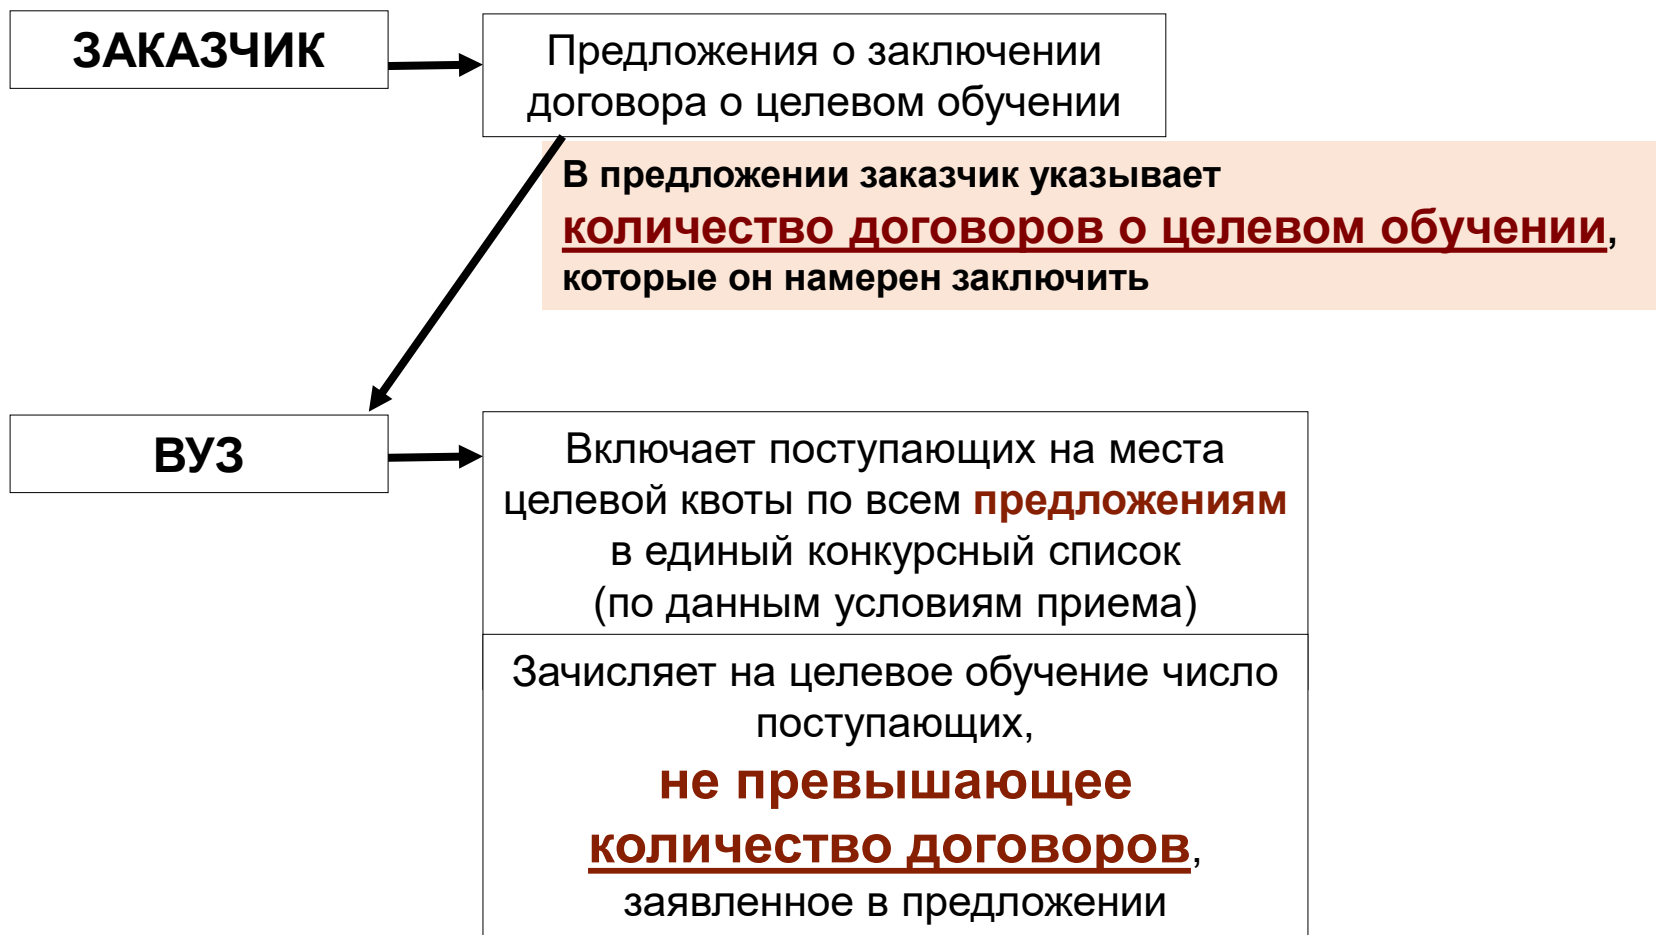 ЗАКАЗЧИК
Предложения о заключении
договора о целевом обучении
В предложении заказчик указывает
количество договоров о целевом обучении,
которые он намерен заключить
ВУЗ
Включает поступающих на места
целевой квоты по всем предложениям
в единый конкурсный список
(по данным условиям приема)
Зачисляет на целевое обучение число
поступающих,
не превышающее
количество договоров,
заявленное в предложении